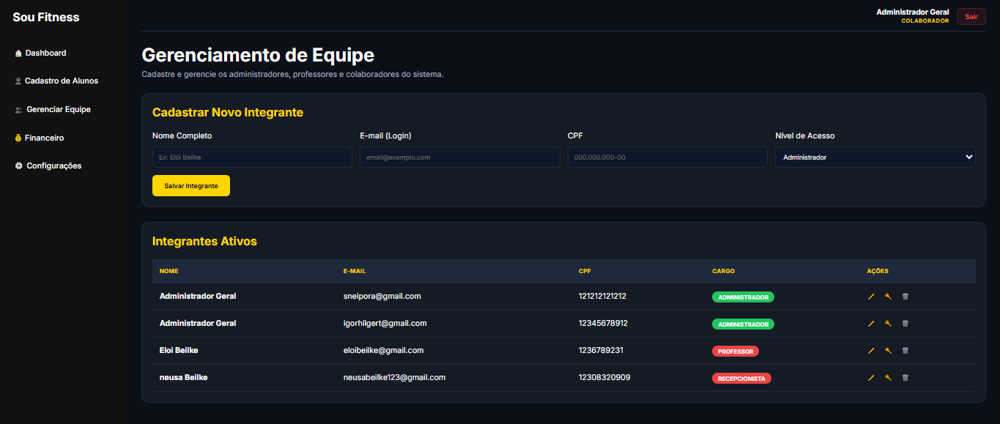 Sou Fitness
Administrador Geral
COLABORADOR
Sair
Dashboard
Cadastro de Alunos
Gerenciar Equipe
Financeiro
Configurações
Gerenciamento de Equipe
Cadastre e gerencie os administradores, professores e colaboradores do sistema.
Cadastrar Novo Integrante
Nome Completo E-mail (Login) CPF Nível de Acesso
Ex: Elói Beilke email@exemplo.com 000.000.000-00 Administrador
Salvar Integrante
Integrantes Ativos
NOME E-MAIL CPF CARGO AÇÕES
Administrador Geral sneipora@gmail.com 121212121212 ADMINISTRADOR
Administrador Geral igorhilgert@gmail.com 12345678912 ADMINISTRADOR
Eloi Beilke eloibeilke@gmail.com 1236789231 PROFESSOR
neusa Beilke neusabeilke123@gmail.com 12308320909 RECEPCIONISTA